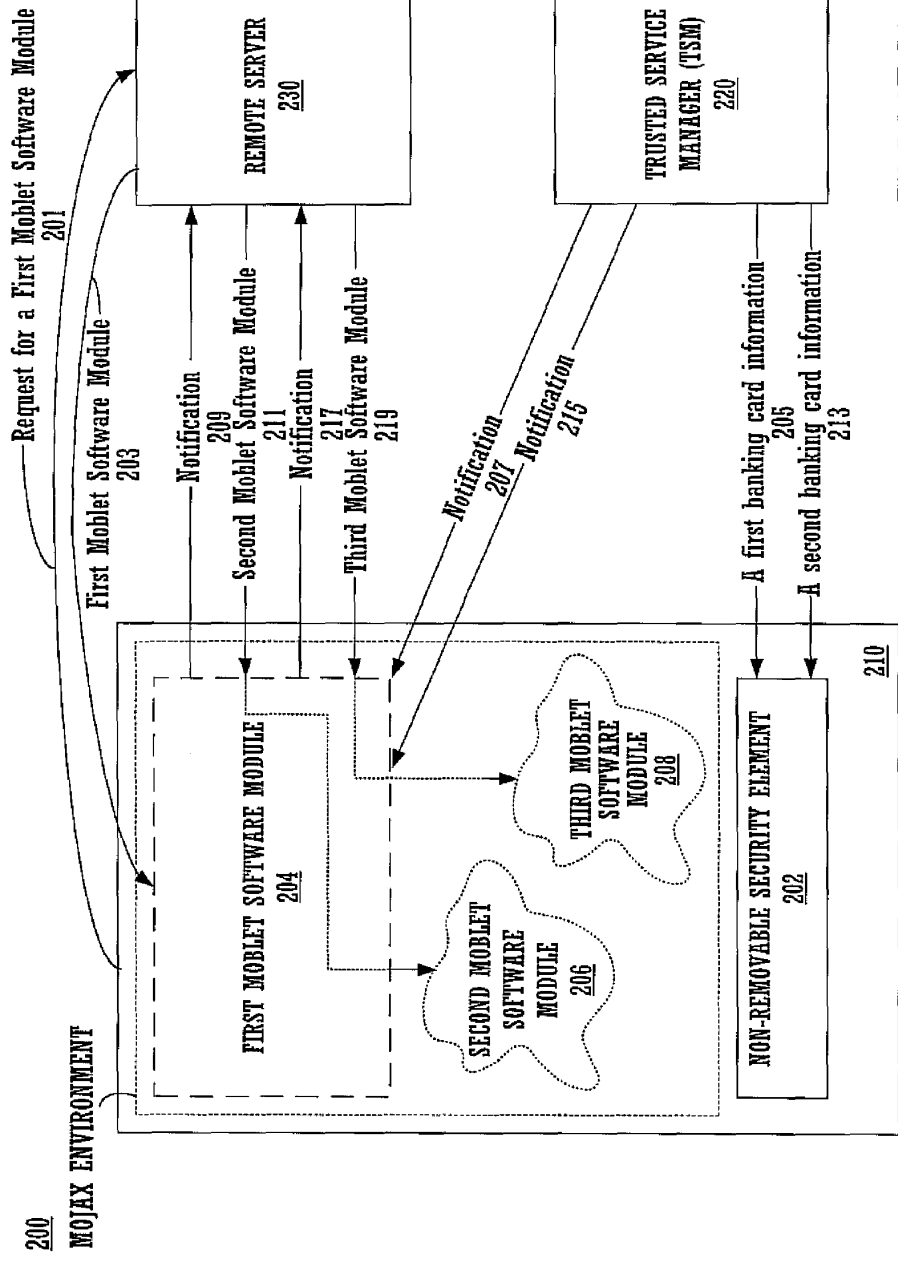 200
MOJAX ENVIRONMENT
Request for a First Moblet Software Module
201
First Moblet Software Module
203
FIRST MOBLET SOFTWARE MODULE
204
Notification
209
Second Moblet Software Module
211
Notification
217
Third Moblet Software Module
219
REMOTE SERVER
230
SECOND MOBLET
SOFTWARE
MODULE
206
THIRD MOBLET
SOFTWARE
MODULE
208
Notification
207
Notification
215
TRUSTED SERVICE
MANAGER (TSM)
220
NON-REMOVABLE SECURITY ELEMENT
202
A first banking card information
205
A second banking card information
213
210